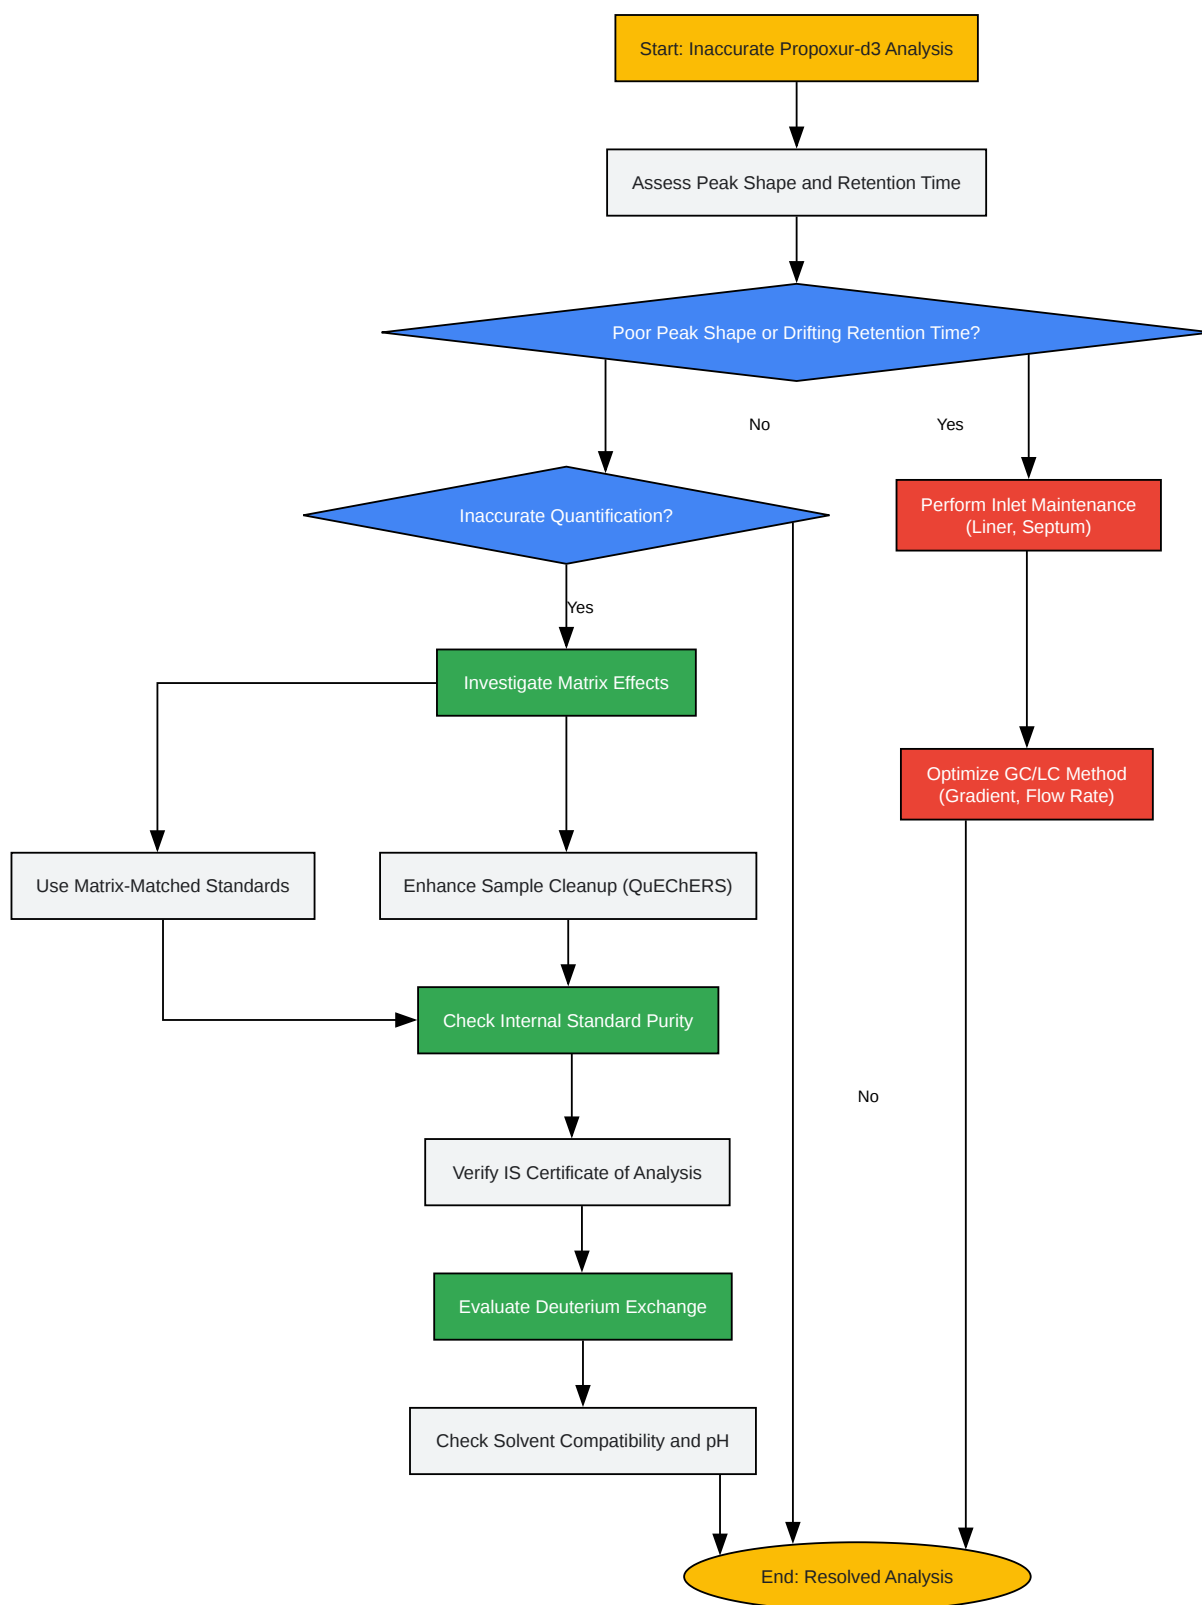 Start: Inaccurate Propoxur-d3 Analysis
Assess Peak Shape and Retention Time
Poor Peak Shape or Drifting Retention Time?
No
Yes
Inaccurate Quantification?
Perform Inlet Maintenance
(Liner, Septum)
Yes
Investigate Matrix Effects
Optimize GC/LC Method
(Gradient, Flow Rate)
Use Matrix-Matched Standards
Enhance Sample Cleanup (QuEChERS)
Check Internal Standard Purity
No
Verify IS Certificate of Analysis
Evaluate Deuterium Exchange
Check Solvent Compatibility and pH
End: Resolved Analysis